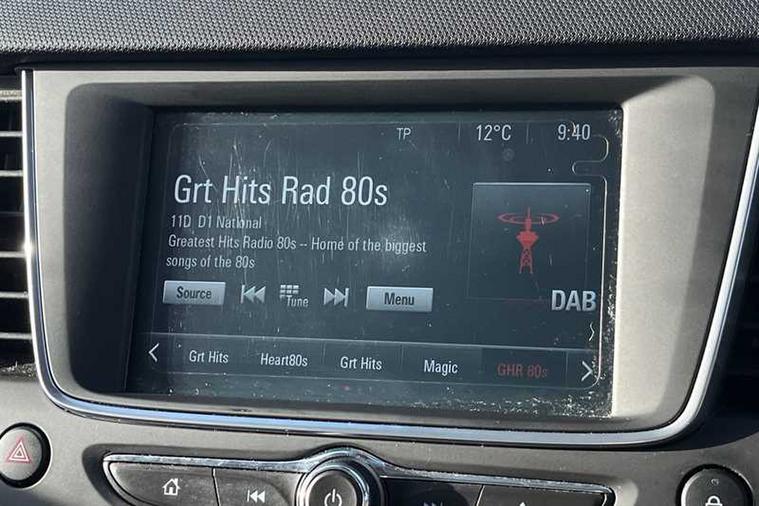 TP 12°C 9:40
Grt Hits Rad 80s
11D, D1 National
Greatest Hits Radio 80s -- Home of the biggest
songs of the 80s
Source Tune Menu
DAB
Grt Hits Heart80s Grt Hits Magic GHR 80s